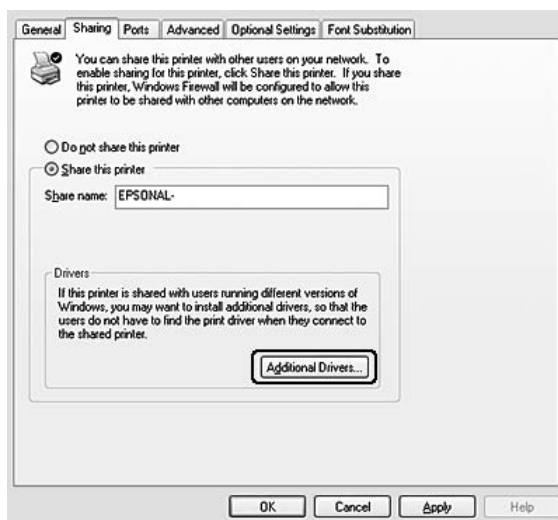 General Sharing Ports Advanced Optional Settings Font Substitution
You can share this printer with other users on your network. To
enable sharing for this printer, click Share this printer. If you share
this printer, Windows Firewall will be configured to allow this
printer to be shared with other computers on the network.
Do not share this printer
Share this printer
Share name: EPSONAL-
Drivers
If this printer is shared with users running different versions of
Windows, you may want to install additional drivers, so that the
users do not have to find the print driver when they connect to
the shared printer.
Additional Drivers...
OK Cancel Apply Help